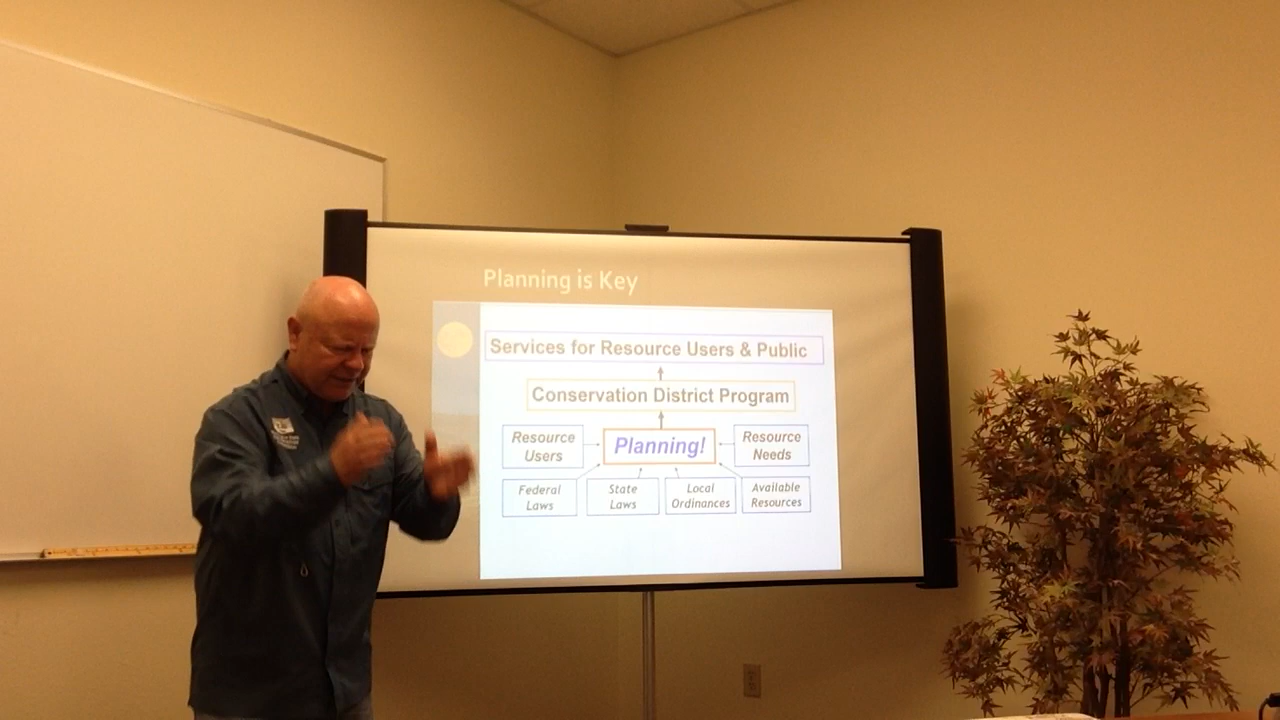 Planning is Key
Services for Resource Users & Public
Conservation District Program
Resource
Users
Planning!
Resource
Needs
Federal
Laws
State
Laws
Local
Ordinances
Available
Resources